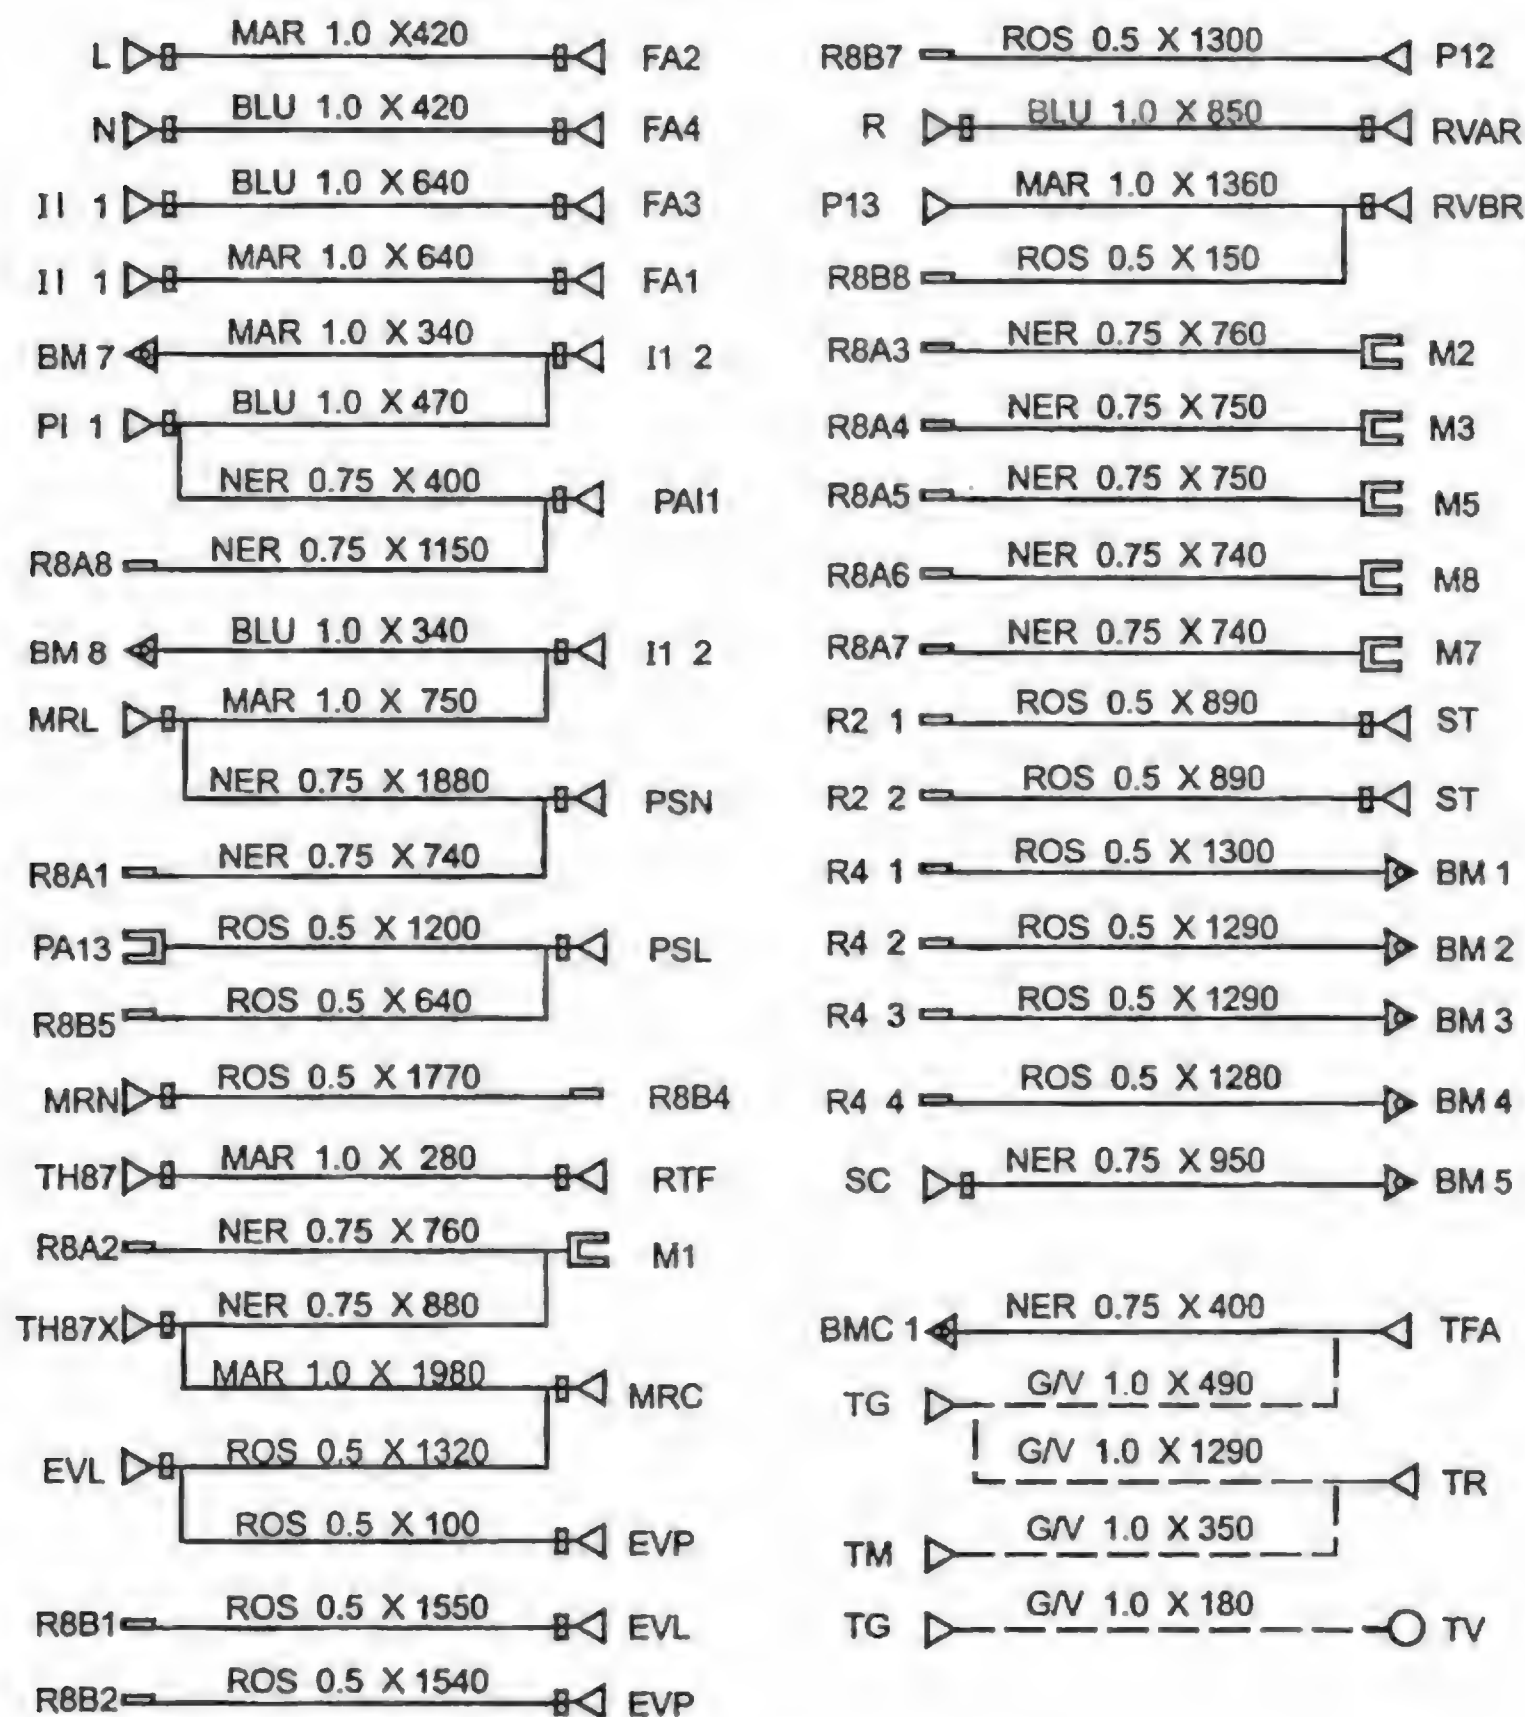 L MAR 1.0 X420 FA2
N BLU 1.0 X 420 FA4
I1 1 BLU 1.0 X 640 FA3
I1 1 MAR 1.0 X 640 FA1
BM 7 MAR 1.0 X 340 I1 2
PI 1 BLU 1.0 X 470
NER 0.75 X 400 PAI1
R8A8 NER 0.75 X 1150
BM 8 BLU 1.0 X 340 I1 2
MRL MAR 1.0 X 750
NER 0.75 X 1880 PSN
R8A1 NER 0.75 X 740
PA13 ROS 0.5 X 1200 PSL
R8B5 ROS 0.5 X 640
MRN ROS 0.5 X 1770 R8B4
TH87 MAR 1.0 X 280 RTF
R8A2 NER 0.75 X 760 M1
TH87X NER 0.75 X 880
MAR 1.0 X 1980 MRC
EVL ROS 0.5 X 1320
ROS 0.5 X 100 EVP
R8B1 ROS 0.5 X 1550 EVL
R8B2 ROS 0.5 X 1540 EVP
R8B7 ROS 0.5 X 1300 P12
R BLU 1.0 X 850 RVAR
P13 MAR 1.0 X 1360 RVBR
R8B8 ROS 0.5 X 150
R8A3 NER 0.75 X 760 M2
R8A4 NER 0.75 X 750 M3
R8A5 NER 0.75 X 750 M5
R8A6 NER 0.75 X 740 M8
R8A7 NER 0.75 X 740 M7
R2 1 ROS 0.5 X 890 ST
R2 2 ROS 0.5 X 890 ST
R4 1 ROS 0.5 X 1300 BM 1
R4 2 ROS 0.5 X 1290 BM 2
R4 3 ROS 0.5 X 1290 BM 3
R4 4 ROS 0.5 X 1280 BM 4
SC NER 0.75 X 950 BM 5
BMC 1 NER 0.75 X 400 TFA
TG G/V 1.0 X 490
G/V 1.0 X 1290 TR
TM G/V 1.0 X 350
TG G/V 1.0 X 180 TV